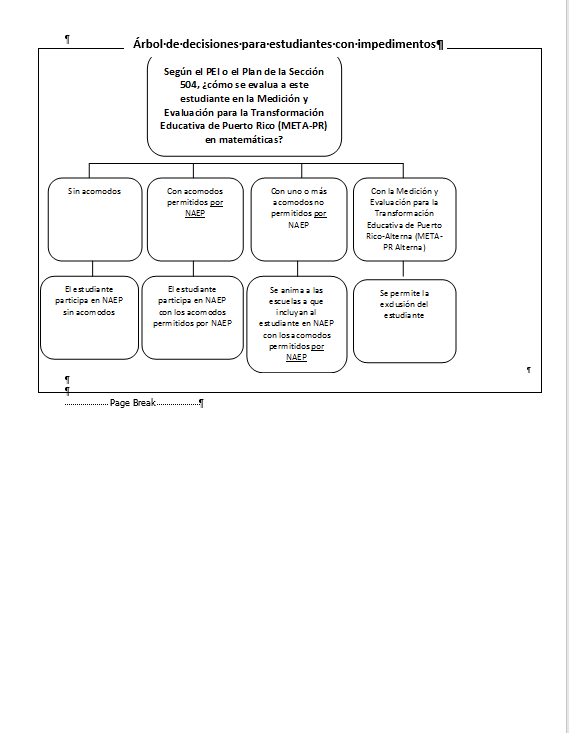 Árbol de decisiones para estudiantes con impedimentos¶
¶
Según el PEI o el Plan de la Sección
504, ¿cómo se evalua a este
estudiante en la Medición y
Evaluación para la Transformación
Educativa de Puerto Rico (META-PR)
en matemáticas?
Sin acomodos
Con acomodos
permitidos por
NAEP
Con uno o más
acomodos no
permitidos por
NAEP
Con la Medición y
Evaluación para la
Transformación
Educativa de Puerto
Rico-Alterna (META-
PR Alterna)
El estudiante
participa en NAEP
sin acomodos
El estudiante
participa en NAEP
con los acomodos
permitidos por NAEP
Se anima a las
escuelas a que
incluyan al
estudiante en NAEP
con los acomodos
permitidos por
NAEP
Se permite la
exclusión del
estudiante
¶
¶
¶
Page Break¶